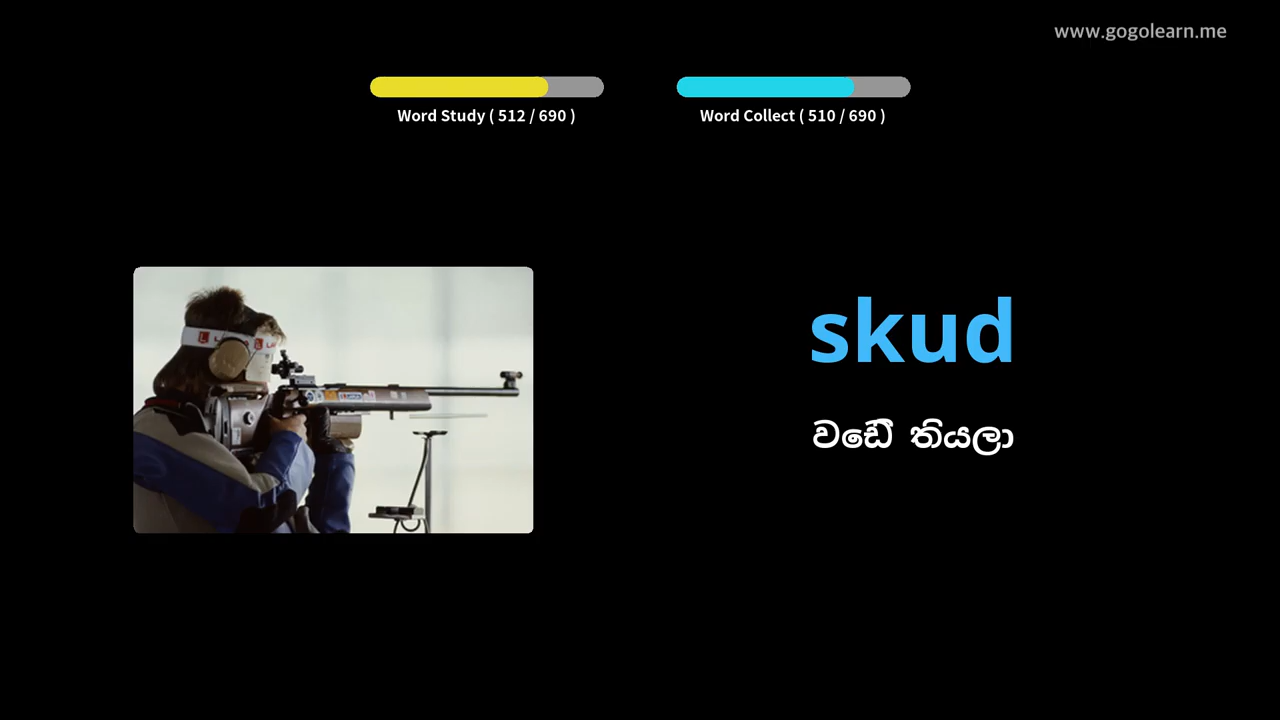 www.gogolearn.me
Word Study ( 512 / 690 )
Word Collect ( 510 / 690 )
skud
වඩේ තියලා